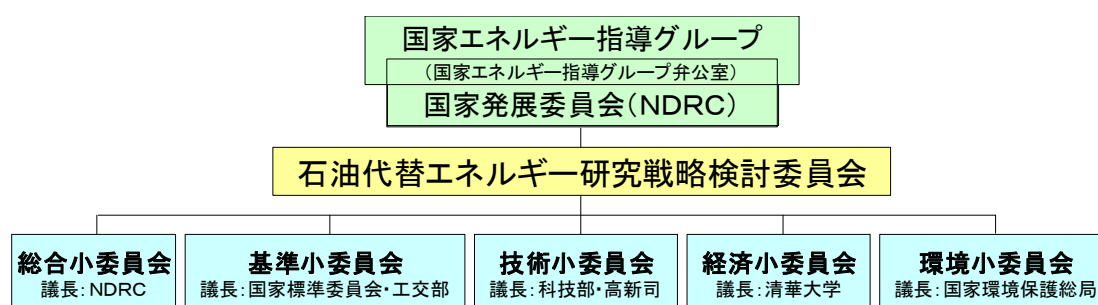 国家エネルギー指導グループ
(国家エネルギー指導グループ弁公室)
国家発展委員会(NDRC)
石油代替エネルギー研究戦略検討委員会
総合小委員会
議長:NDRC
基準小委員会
議長:国家標準委員会・工交部
技術小委員会
議長:科技部・高新司
経済小委員会
議長:清華大学
環境小委員会
議長:国家環境保護総局